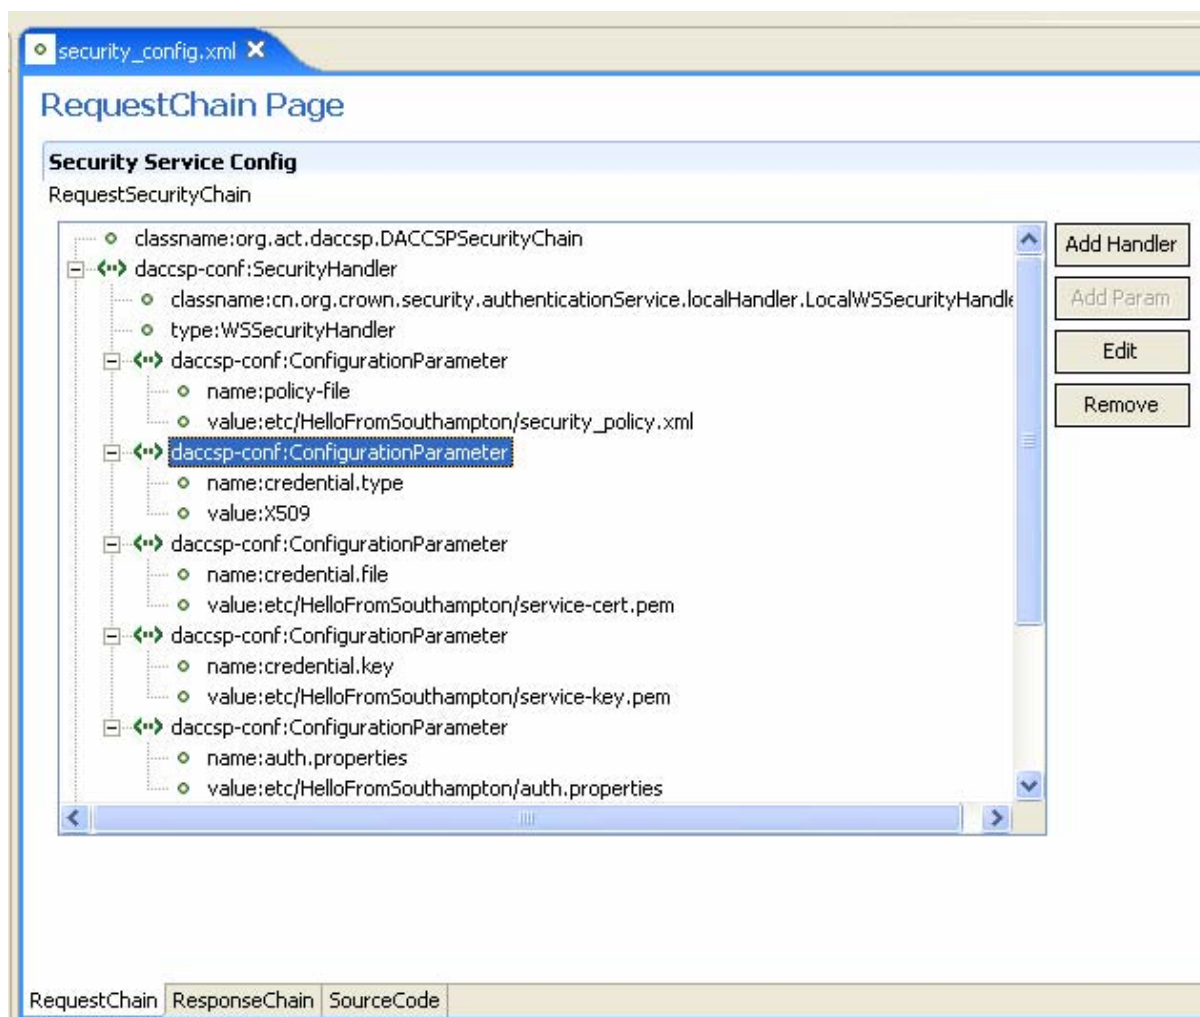 security_config.xml
RequestChain Page
Security Service Config
RequestSecurityChain
classname:org.act.daccsp.DACCSPSecurityChain
daccsp-conf:SecurityHandler
classname:cn.org.crown.security.authenticationService.localHandler.LocalWSSecurityHandle
type:WSSecurityHandler
daccsp-conf:ConfigurationParameter
name:policy-file
value:etc/HelloFromSouthampton/security_policy.xml
daccsp-conf:ConfigurationParameter
name:credential.type
value:X509
daccsp-conf:ConfigurationParameter
name:credential.file
value:etc/HelloFromSouthampton/service-cert.pem
daccsp-conf:ConfigurationParameter
name:credential.key
value:etc/HelloFromSouthampton/service-key.pem
daccsp-conf:ConfigurationParameter
name:auth.properties
value:etc/HelloFromSouthampton/auth.properties
Add Handler
Add Param
Edit
Remove
RequestChain ResponseChain SourceCode